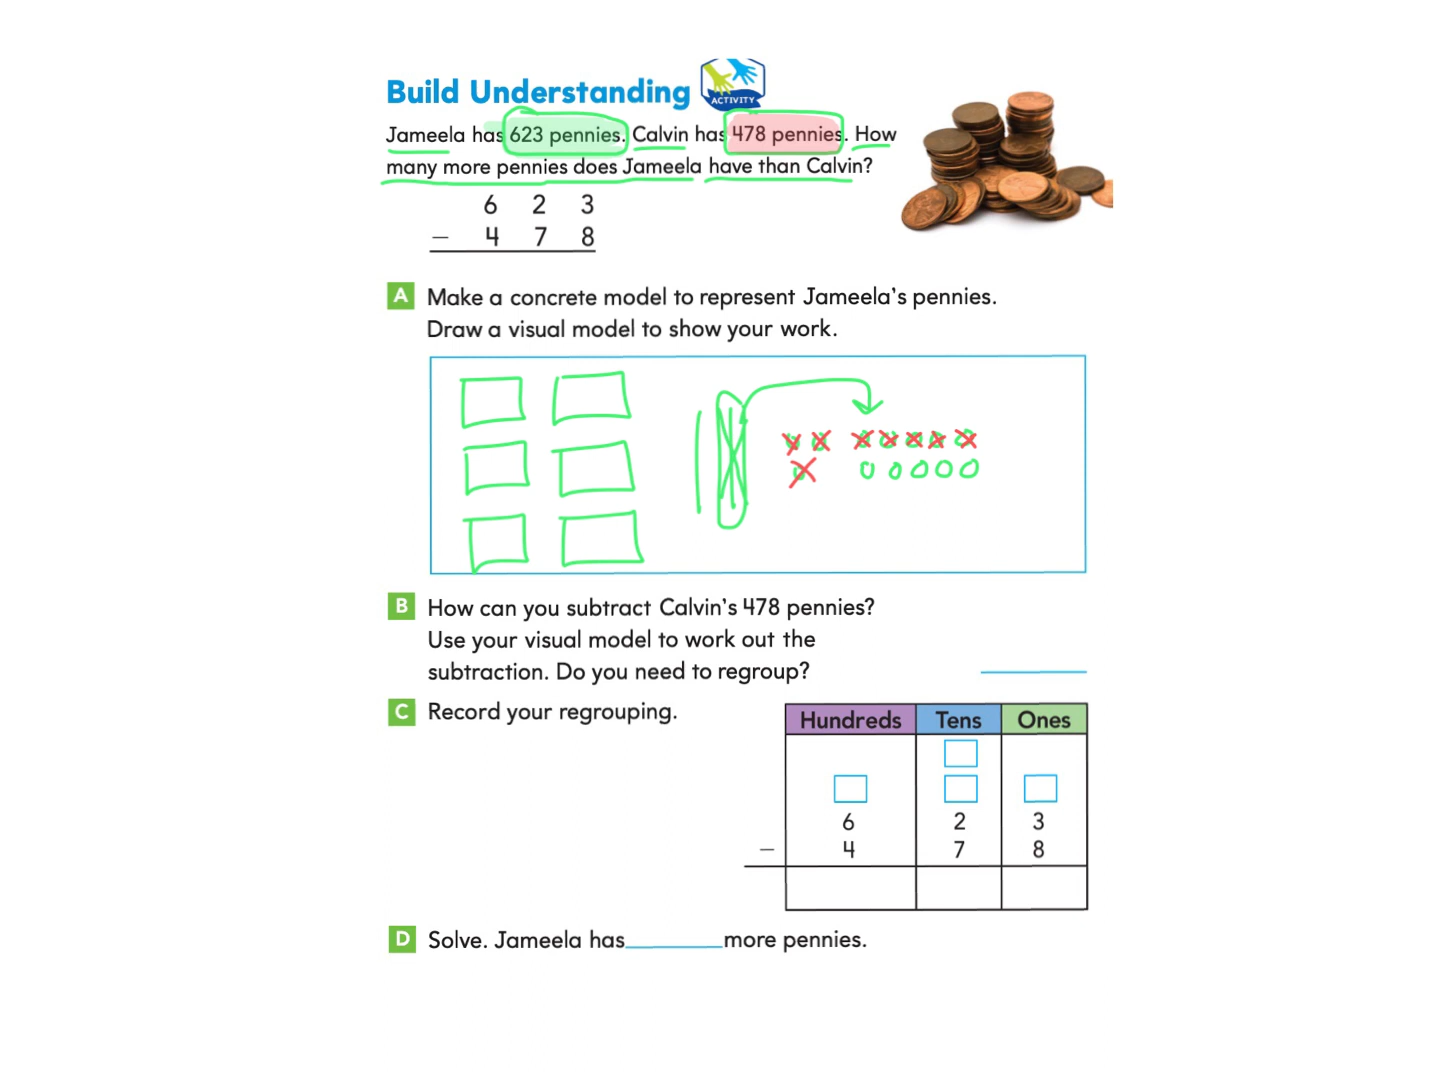 Build Understanding
ACTIVITY
Jameela has 623 pennies. Calvin has 478 pennies. How
many more pennies does Jameela have than Calvin?
6 2 3
– 4 7 8
A Make a concrete model to represent Jameela's pennies.
Draw a visual model to show your work.
B How can you subtract Calvin's 478 pennies?
Use your visual model to work out the
subtraction. Do you need to regroup?
C Record your regrouping.
Hundreds Tens Ones
6 2 3
– 4 7 8
D Solve. Jameela has ________ more pennies.